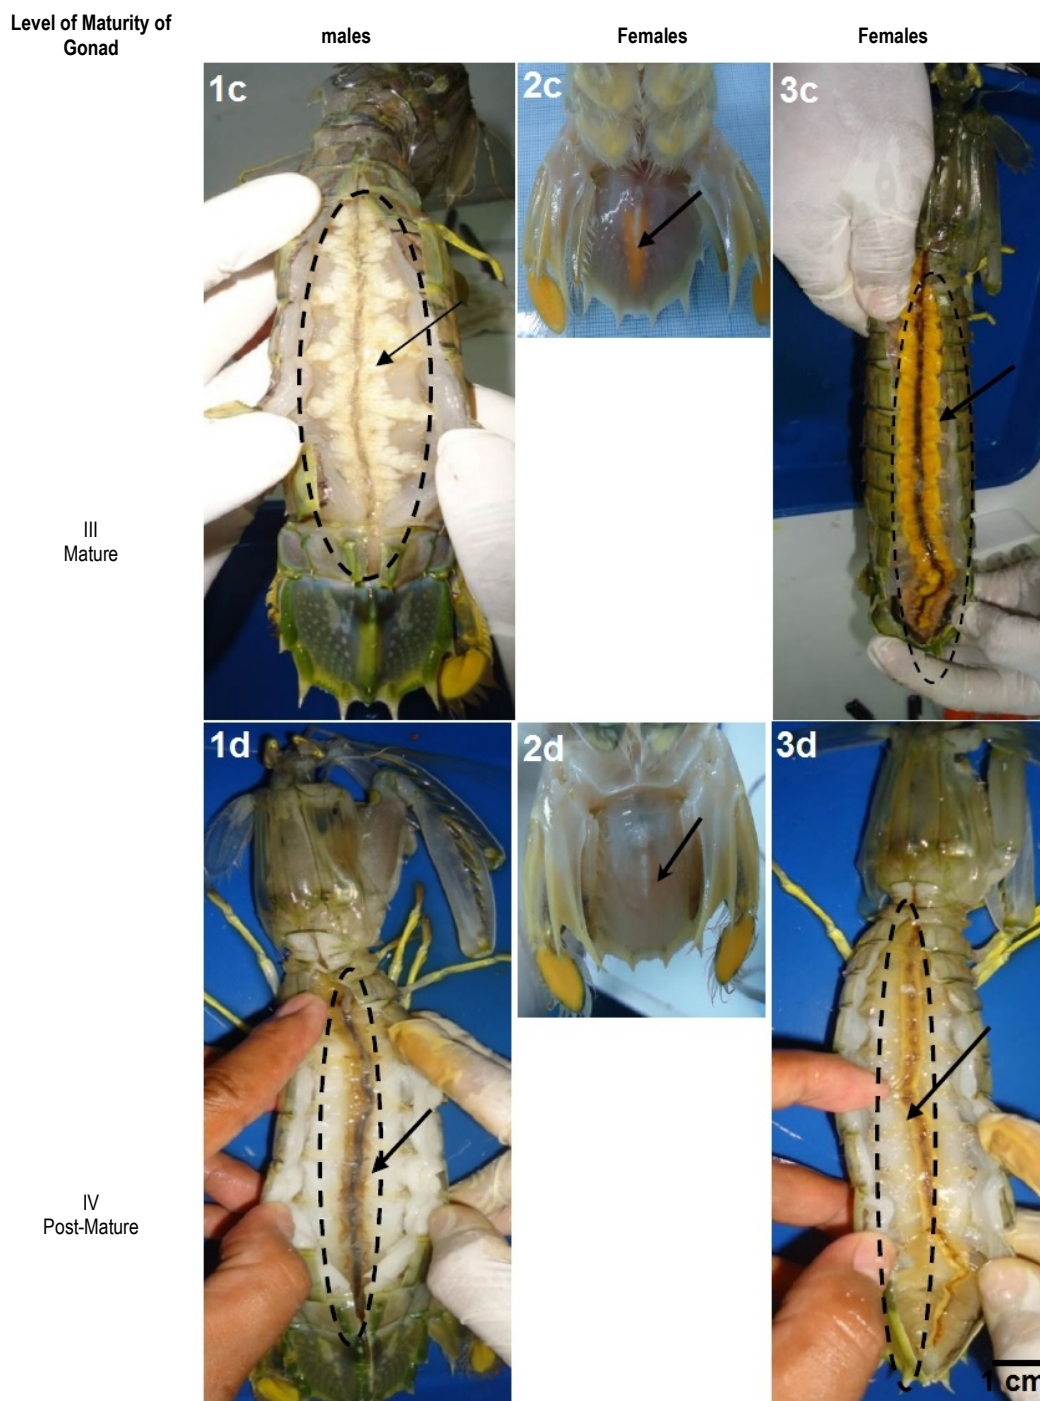 Level of Maturity of
Gonad
males
Females
Females
1c
2c
3c
III
Mature
1d
2d
3d
IV
Post-Mature
1 cm